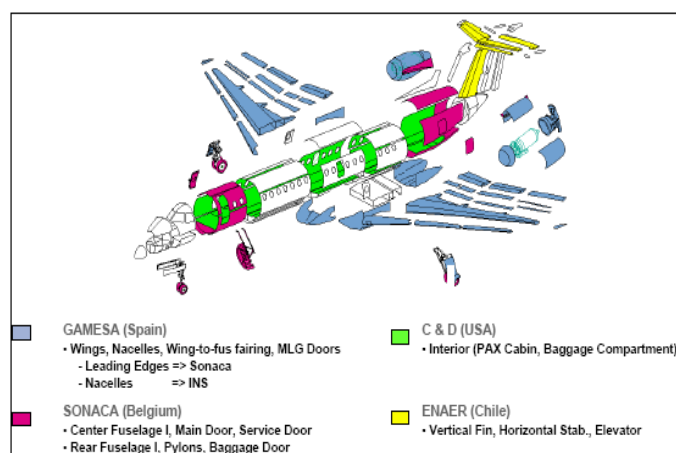 GAMESA (Spain)
• Wings, Nacelles, Wing-to-fus fairing, MLG Doors
- Leading Edges => Sonaca
- Nacelles => INS
SONACA (Belgium)
• Center Fuselage I, Main Door, Service Door
• Rear Fuselage I, Pylons, Baggage Door
C & D (USA)
• Interior (PAX Cabin, Baggage Compartment)
ENAER (Chile)
• Vertical Fin, Horizontal Stab., Elevator